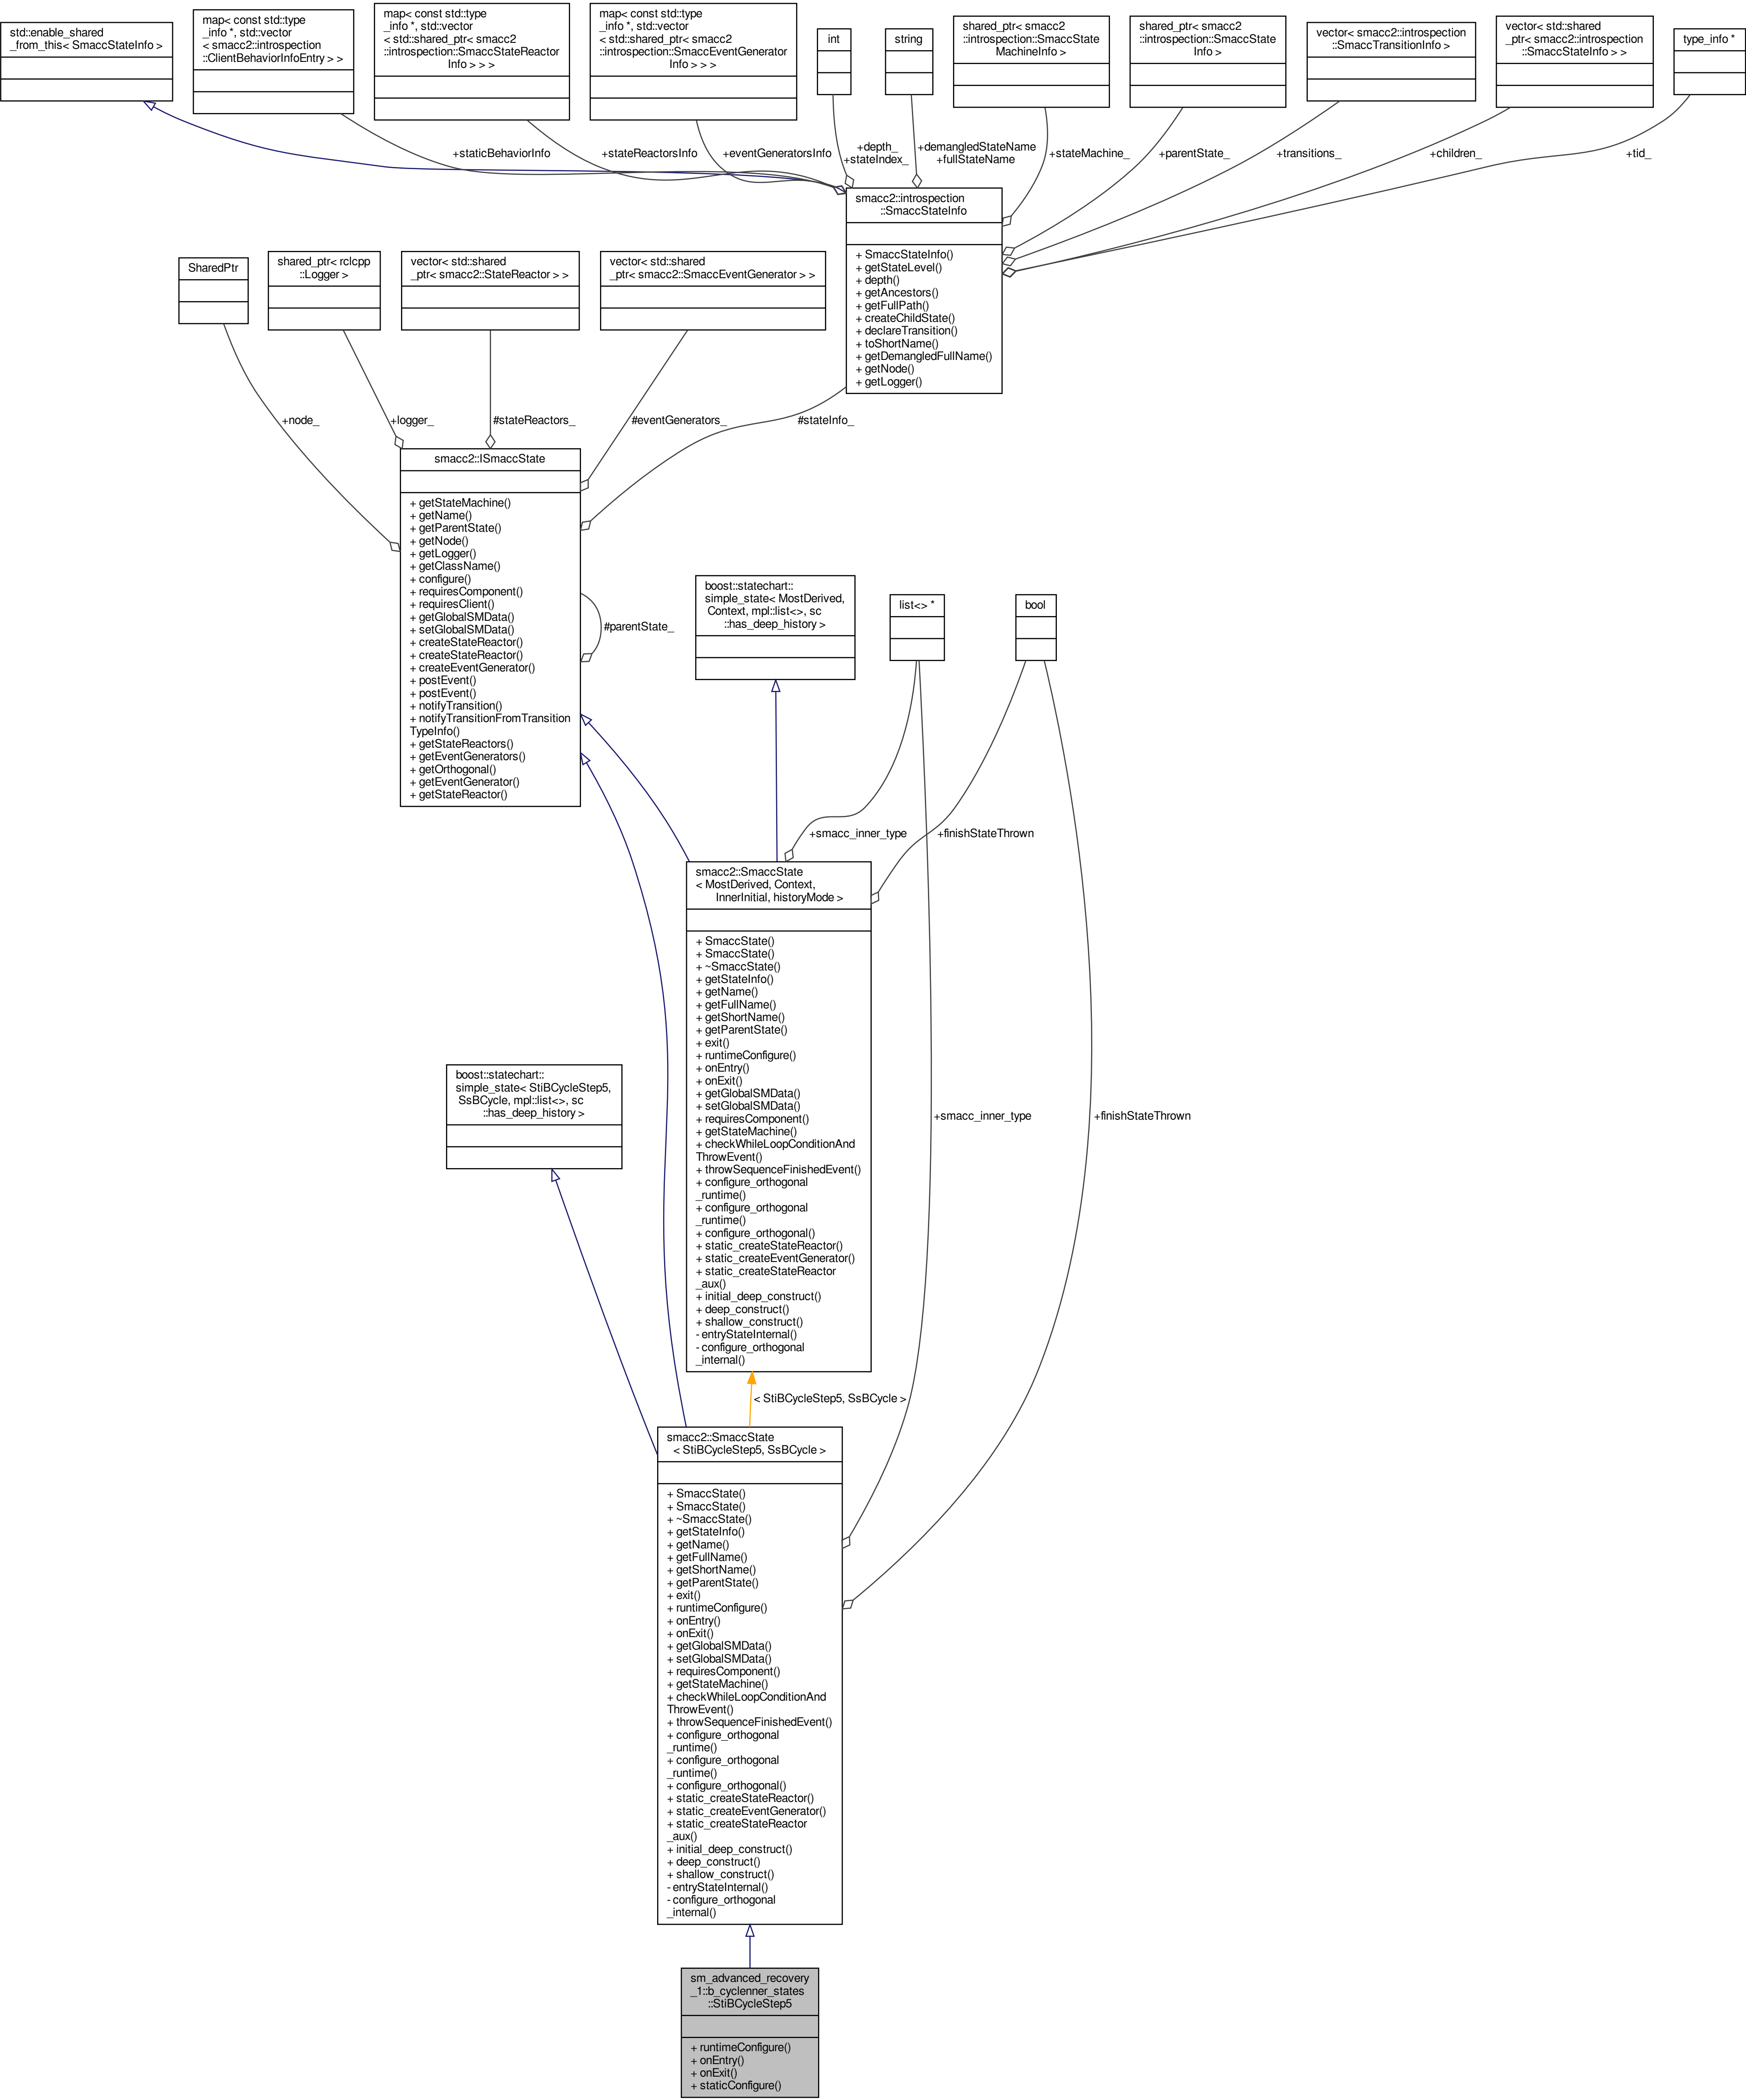 std::enable_shared
_from_this< SmaccStateInfo >
map< const std::type
_info *, std::vector
< smacc2::introspection
::ClientBehaviorInfoEntry > >
map< const std::type
_info *, std::vector
< std::shared_ptr< smacc2
::introspection::SmaccStateReactor
Info > > >
map< const std::type
_info *, std::vector
< std::shared_ptr< smacc2
::introspection::SmaccEventGenerator
Info > > >
int
string
shared_ptr< smacc2
::introspection::SmaccState
MachineInfo >
shared_ptr< smacc2
::introspection::SmaccState
Info >
vector< smacc2::introspection
::SmaccTransitionInfo >
vector< std::shared
_ptr< smacc2::introspection
::SmaccStateInfo > >
type_info *
+staticBehaviorInfo
+stateReactorsInfo
+eventGeneratorsInfo
+depth_
+stateIndex_
+demangledStateName
+fullStateName
+stateMachine_
+parentState_
+transitions_
+children_
+tid_
smacc2::introspection
::SmaccStateInfo
+ SmaccStateInfo()
+ getStateLevel()
+ depth()
+ getAncestors()
+ getFullPath()
+ createChildState()
+ declareTransition()
+ toShortName()
+ getDemangledFullName()
+ getNode()
+ getLogger()
SharedPtr
shared_ptr< rclcpp
::Logger >
vector< std::shared
_ptr< smacc2::StateReactor > >
vector< std::shared
_ptr< smacc2::SmaccEventGenerator > >
+node_
+logger_
#stateReactors_
#eventGenerators_
#stateInfo_
smacc2::ISmaccState
+ getStateMachine()
+ getName()
+ getParentState()
+ getNode()
+ getLogger()
+ getClassName()
+ configure()
+ requiresComponent()
+ requiresClient()
+ getGlobalSMData()
+ setGlobalSMData()
+ createStateReactor()
+ createStateReactor()
+ createEventGenerator()
+ postEvent()
+ postEvent()
+ notifyTransition()
+ notifyTransitionFromTransition
TypeInfo()
+ getStateReactors()
+ getEventGenerators()
+ getOrthogonal()
+ getEventGenerator()
+ getStateReactor()
#parentState_
boost::statechart::
simple_state< MostDerived,
Context, mpl::list<>, sc
::has_deep_history >
list<> *
bool
+smacc_inner_type
+finishStateThrown
smacc2::SmaccState
< MostDerived, Context,
InnerInitial, historyMode >
+ SmaccState()
+ SmaccState()
+ ~SmaccState()
+ getStateInfo()
+ getName()
+ getFullName()
+ getShortName()
+ getParentState()
+ exit()
+ runtimeConfigure()
+ onEntry()
+ onExit()
+ getGlobalSMData()
+ setGlobalSMData()
+ requiresComponent()
+ getStateMachine()
+ checkWhileLoopConditionAnd
ThrowEvent()
+ throwSequenceFinishedEvent()
+ configure_orthogonal
_runtime()
+ configure_orthogonal
_runtime()
+ configure_orthogonal()
+ static_createStateReactor()
+ static_createEventGenerator()
+ static_createStateReactor
_aux()
+ initial_deep_construct()
+ deep_construct()
+ shallow_construct()
- entryStateInternal()
- configure_orthogonal
_internal()
boost::statechart::
simple_state< StiBCycleStep5,
SsBCycle, mpl::list<>, sc
::has_deep_history >
+smacc_inner_type
+finishStateThrown
< StiBCycleStep5, SsBCycle >
smacc2::SmaccState
< StiBCycleStep5, SsBCycle >
+ SmaccState()
+ SmaccState()
+ ~SmaccState()
+ getStateInfo()
+ getName()
+ getFullName()
+ getShortName()
+ getParentState()
+ exit()
+ runtimeConfigure()
+ onEntry()
+ onExit()
+ getGlobalSMData()
+ setGlobalSMData()
+ requiresComponent()
+ getStateMachine()
+ checkWhileLoopConditionAnd
ThrowEvent()
+ throwSequenceFinishedEvent()
+ configure_orthogonal
_runtime()
+ configure_orthogonal
_runtime()
+ configure_orthogonal()
+ static_createStateReactor()
+ static_createEventGenerator()
+ static_createStateReactor
_aux()
+ initial_deep_construct()
+ deep_construct()
+ shallow_construct()
- entryStateInternal()
- configure_orthogonal
_internal()
sm_advanced_recovery
_1::b_cyclenner_states
::StiBCycleStep5
+ runtimeConfigure()
+ onEntry()
+ onExit()
+ staticConfigure()